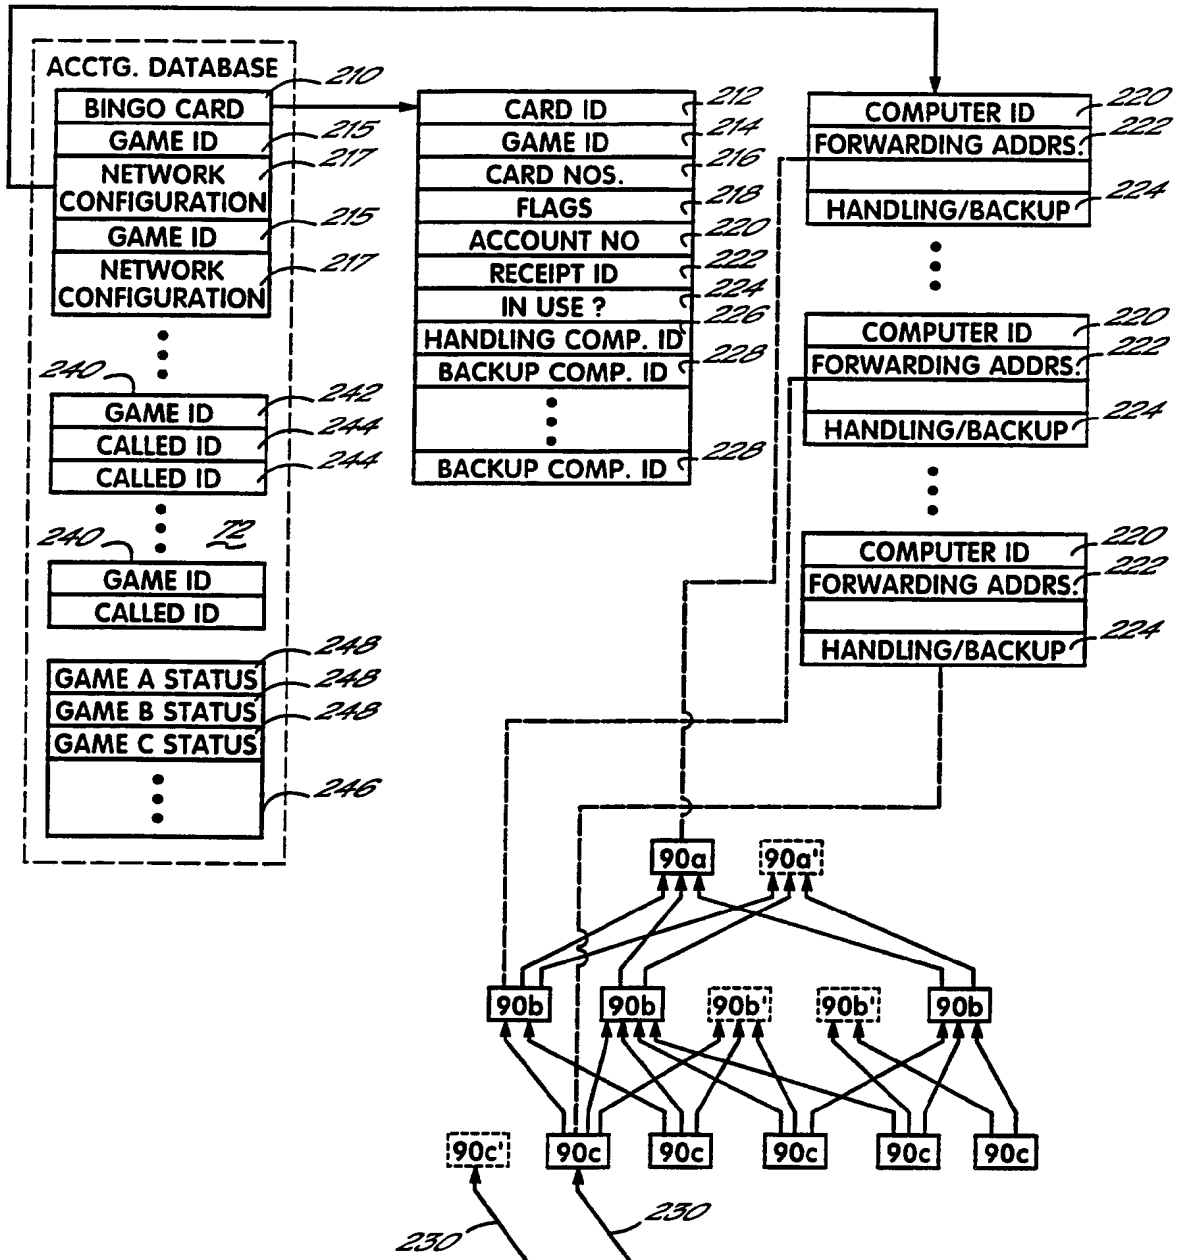 ACCTG. DATABASE
210
BINGO CARD
215
GAME ID
217
NETWORK
CONFIGURATION
215
GAME ID
217
NETWORK
CONFIGURATION
240
242
GAME ID
244
CALLED ID
244
CALLED ID
72
240
GAME ID
CALLED ID
248
GAME A STATUS
248
GAME B STATUS
248
GAME C STATUS
246
CARD ID
212
GAME ID
214
CARD NOS.
216
FLAGS
218
ACCOUNT NO
220
RECEIPT ID
222
IN USE ?
224
226
HANDLING COMP. ID
BACKUP COMP. ID
228
BACKUP COMP. ID
228
COMPUTER ID
220
FORWARDING ADDRS.
222
HANDLING/BACKUP
224
COMPUTER ID
220
FORWARDING ADDRS.
222
HANDLING/BACKUP
224
COMPUTER ID
220
FORWARDING ADDRS.
222
HANDLING/BACKUP
224
90a 90a'
90b 90b 90b' 90b' 90b
90c' 90c 90c 90c 90c 90c
230 230